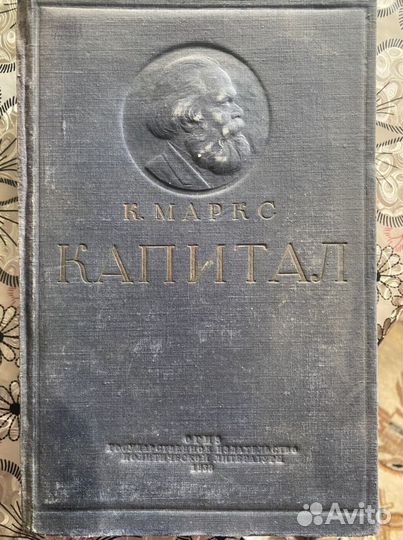 К. МАРКС
КАПИТАЛ
ОГИЗ
ГОСУДАРСТВЕННОЕ ИЗДАТЕЛЬСТВО
ПОЛИТИЧЕСКОЙ ЛИТЕРАТУРЫ
Avito